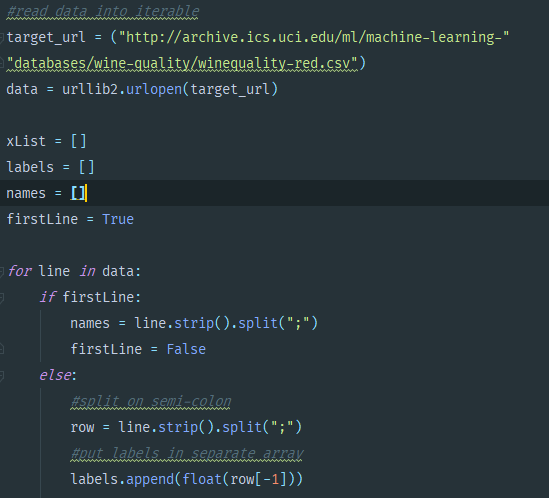 #read data into iterable
target_url = ("http://archive.ics.uci.edu/ml/machine-learning-"
"databases/wine-quality/winequality-red.csv")
data = urllib2.urlopen(target_url)

xList = []
labels = []
names = []
firstLine = True

for line in data:
    if firstLine:
        names = line.strip().split(";")
        firstLine = False
    else:
        #split on semi-colon
        row = line.strip().split(";")
        #put labels in separate array
        labels.append(float(row[-1]))